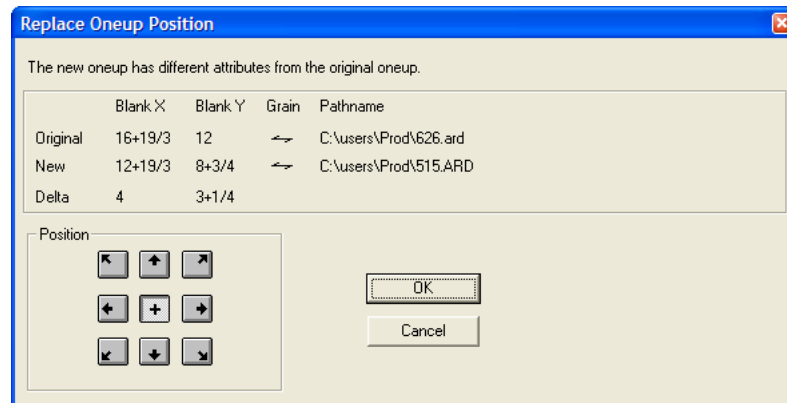 Replace Oneup Position
The new oneup has different attributes from the original oneup.
Blank X Blank Y Grain Pathname
Original 16+19/3 12 C:\users\Prod\626.ard
New 12+19/3 8+3/4 C:\users\Prod\515.ARD
Delta 4 3+1/4
Position
OK
Cancel